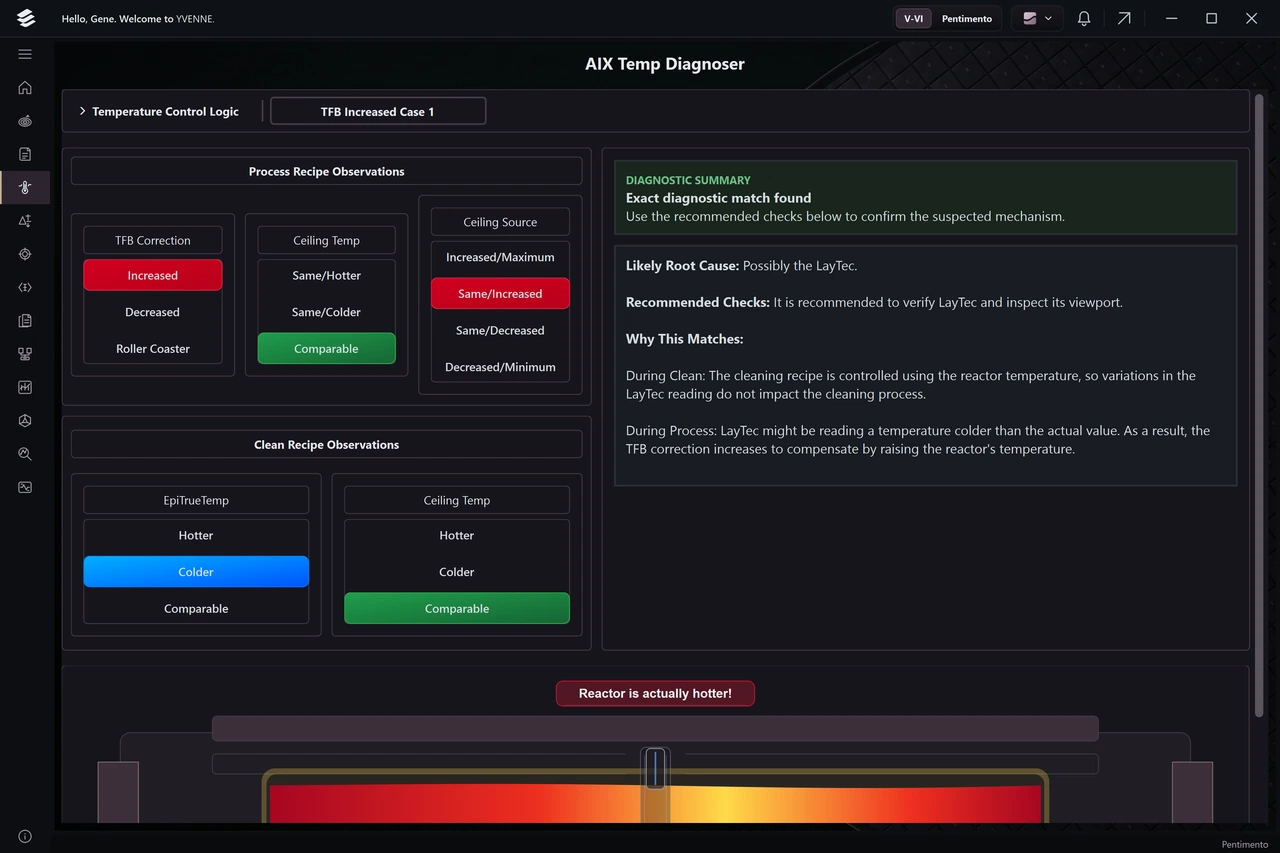 Hello, Gene. Welcome to YVENNE.
V-VI Pentimento
AIX Temp Diagnoser
Temperature Control Logic
TFB Increased Case 1
Process Recipe Observations
TFB Correction
Increased
Decreased
Roller Coaster
Ceiling Temp
Same/Hotter
Same/Colder
Comparable
Ceiling Source
Increased/Maximum
Same/Increased
Same/Decreased
Decreased/Minimum
Clean Recipe Observations
EpiTrueTemp
Hotter
Colder
Comparable
Ceiling Temp
Hotter
Colder
Comparable
DIAGNOSTIC SUMMARY
Exact diagnostic match found
Use the recommended checks below to confirm the suspected mechanism.
Likely Root Cause: Possibly the LayTec.
Recommended Checks: It is recommended to verify LayTec and inspect its viewport.
Why This Matches:
During Clean: The cleaning recipe is controlled using the reactor temperature, so variations in the
LayTec reading do not impact the cleaning process.
During Process: LayTec might be reading a temperature colder than the actual value. As a result, the
TFB correction increases to compensate by raising the reactor's temperature.
Reactor is actually hotter!
Pentimento